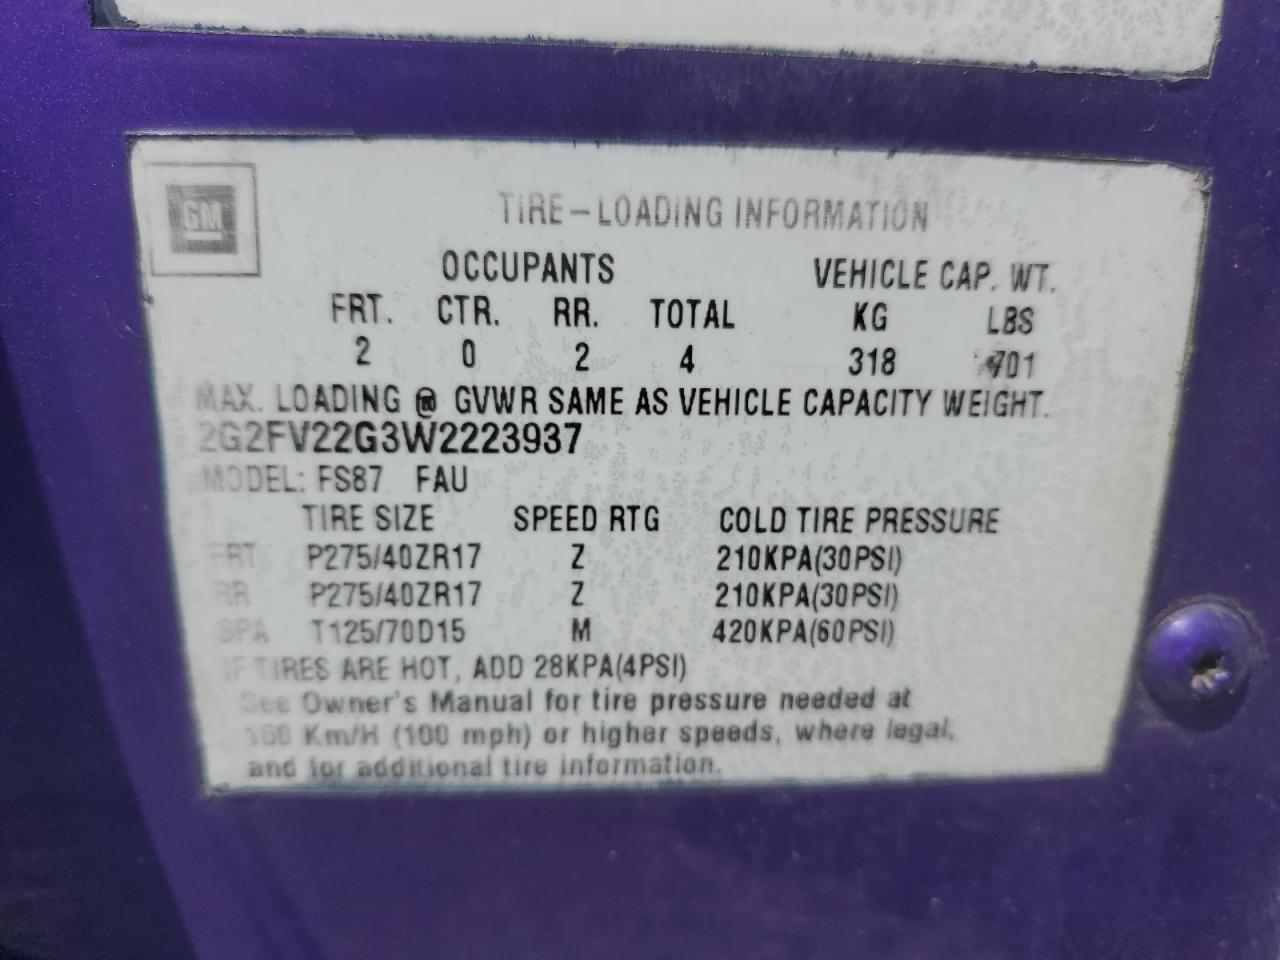 GM
TIRE-LOADING INFORMATION
OCCUPANTS VEHICLE CAP. WT.
FRT. CTR. RR. TOTAL KG LBS
2 0 2 4 318 701
MAX. LOADING @ GVWR SAME AS VEHICLE CAPACITY WEIGHT.
2G2FV22G3W2223937
MODEL: FS87 FAU
TIRE SIZE SPEED RTG COLD TIRE PRESSURE
FRT P275/40ZR17 Z 210KPA(30PSI)
RR P275/40ZR17 Z 210KPA(30PSI)
SPA T125/70D15 M 420KPA(60PSI)
IF TIRES ARE HOT, ADD 28KPA(4PSI)
See Owner's Manual for tire pressure needed at
160 Km/H (100 mph) or higher speeds, where legal,
and for additional tire information.